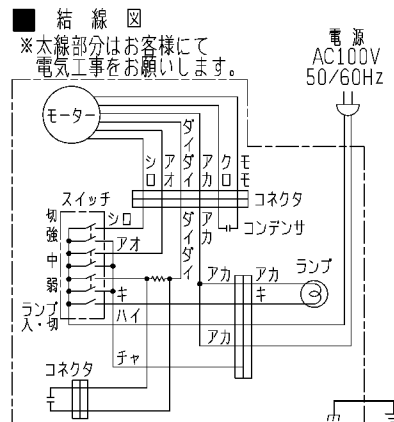 ■ 結線図
※太線部分はお客様にて
電気工事をお願いします。
電源
AC100V
50/60Hz
モーター
シロ
アオ
ダイダイ
アカ
クロ
モモ
コネクタ
スイッチ
切
強
中
弱
ランプ
入・切
シロ
アオ
キ
ハイ
チャ
ダイダイ
アカ
コンデンサ
アカ
アカ
キ
アカ
ランプ
コネクタ